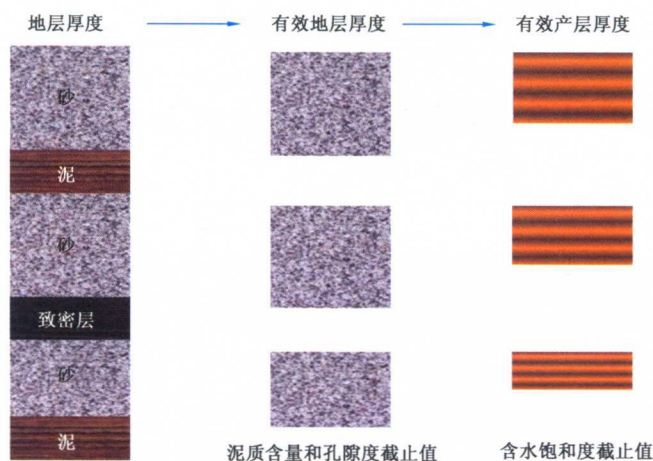 地层厚度
有效地层厚度
有效产层厚度
砂
泥
砂
致密层
砂
泥
泥质含量和孔隙度截止值
含水饱和度截止值